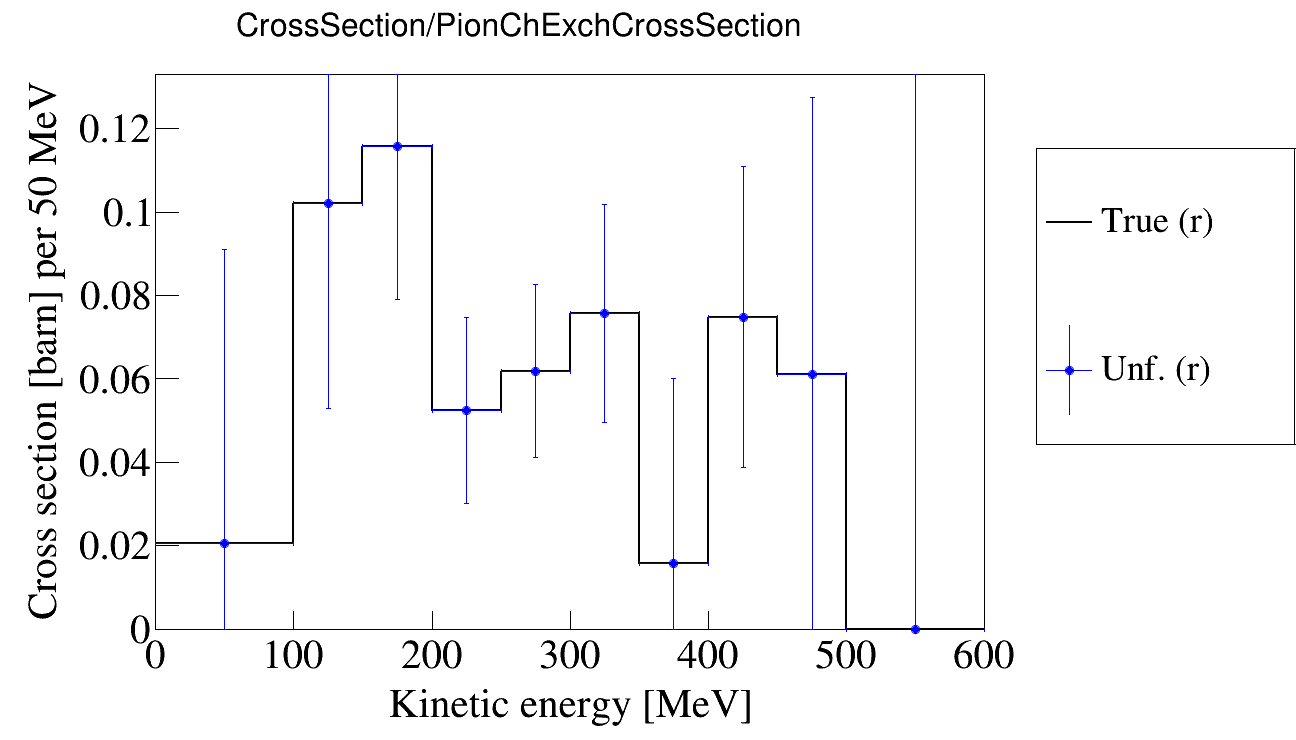 CrossSection/PionChExchCrossSection
Cross section [barn] per 50 MeV
0.12
0.1
0.08
0.06
0.04
0.02
0
0 100 200 300 400 500 600
Kinetic energy [MeV]
True (r)
Unf. (r)